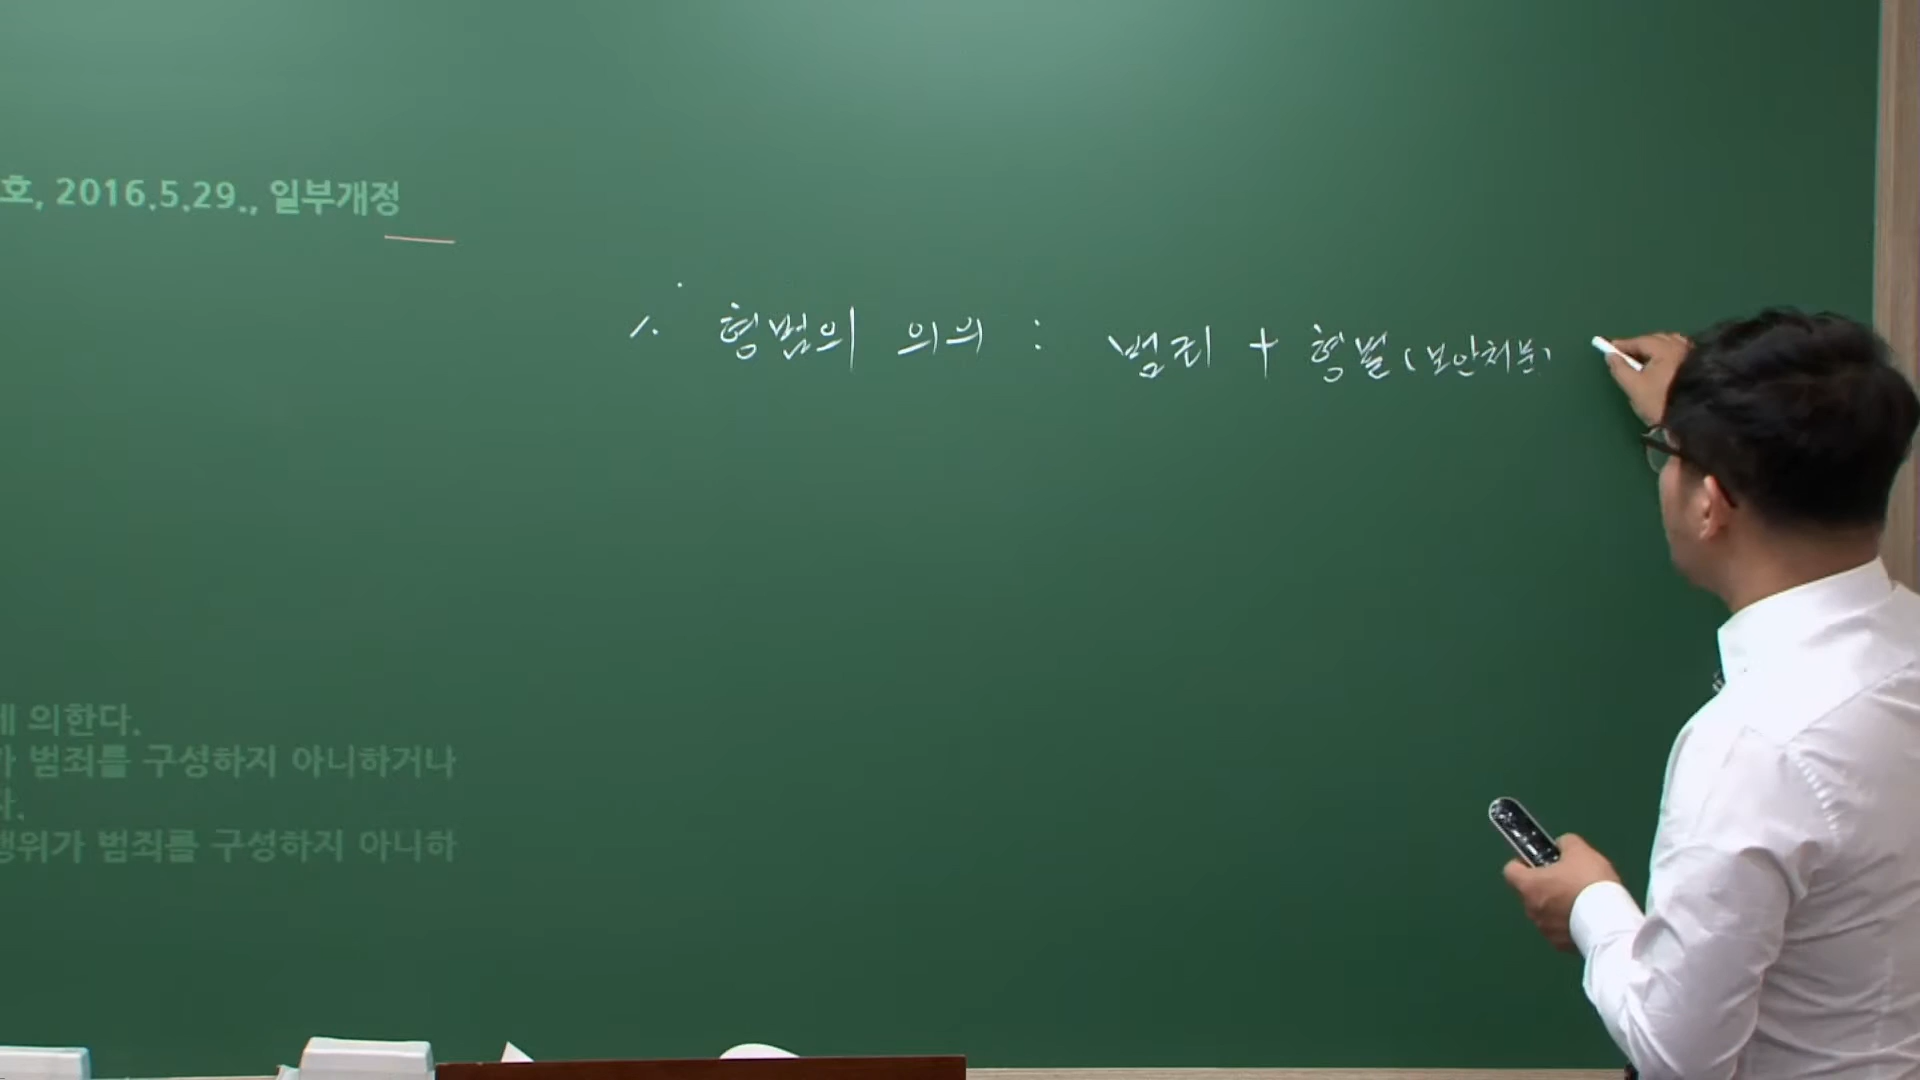 호, 2016.5.29., 일부개정
1. 형법의 의의 : 범죄 + 형벌 (보안처분)
에 의한다.
가 범죄를 구성하지 아니하거나
다.
행위가 범죄를 구성하지 아니하